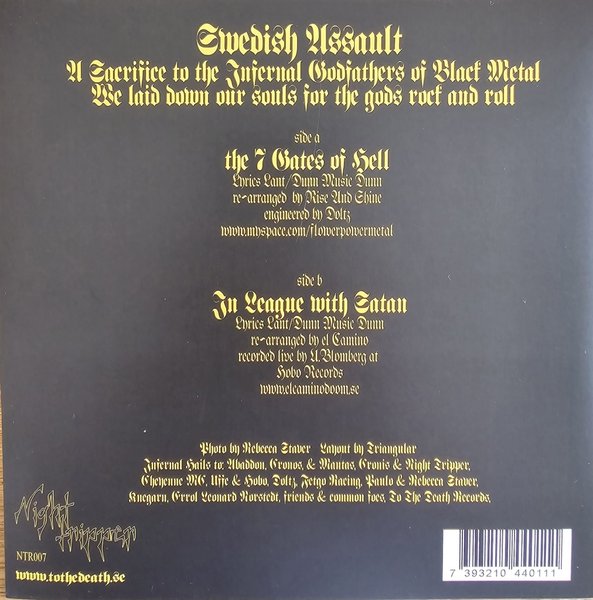 Swedish Assault
A Sacrifice to the Infernal Godfathers of Black Metal
We laid down our souls for the gods rock and roll
side a
the 7 Gates of Hell
Lyrics Lant/Dunn Music Dunn
re-arranged by Rise And Shine
engineered by Doltz
www.myspace.com/flowerpowermetal
side b
In League with Satan
Lyrics Lant/Dunn Music Dunn
re-arranged by el Camino
recorded live by U.Blomberg at
Hobo Records
www.elcaminodoom.se
Photo by Rebecca Staver Layout by Triangular
Infernal Hails to: Abaddon, Cronos, & Mantas, Cronis & Night Tripper,
Cheyenne MC, Uffe & Hobo, Doltz, Fetgo Racing, Paulo & Rebecca Staver,
Knegarn, Errol Leonard Norstedt, friends & common foes, To The Death Records,
Night
Tripper
NTR007
www.tothedeath.se
7 393210 440111